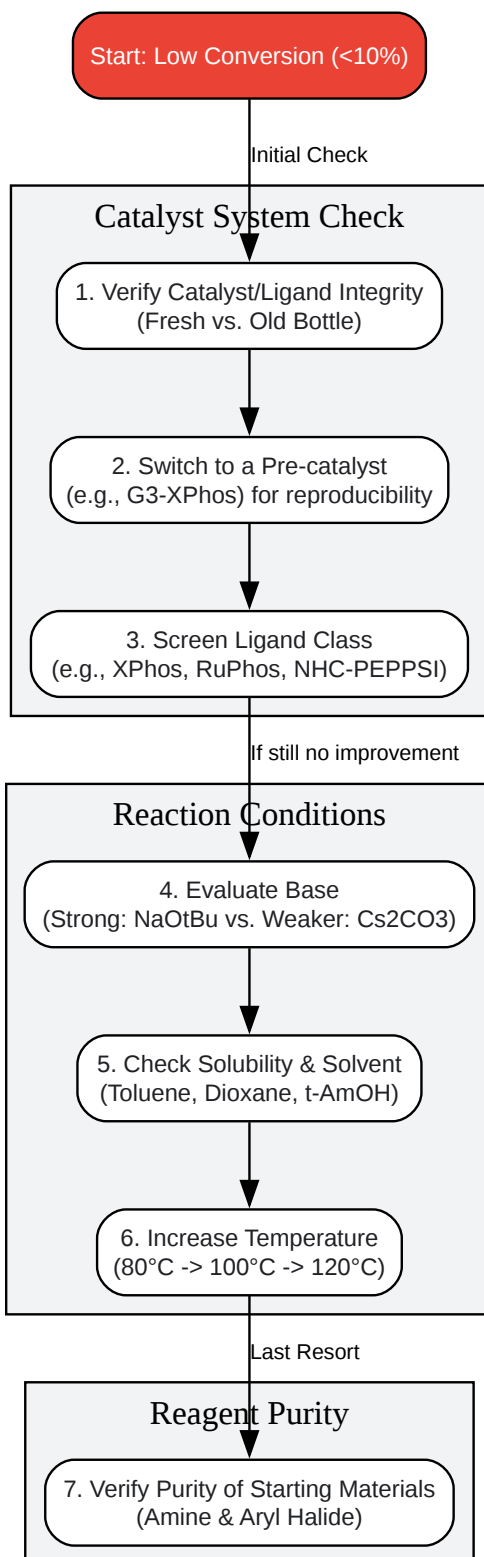 Start: Low Conversion (<10%)
Initial Check
Catalyst System Check
1. Verify Catalyst/Ligand Integrity
(Fresh vs. Old Bottle)
2. Switch to a Pre-catalyst
(e.g., G3-XPhos) for reproducibility
3. Screen Ligand Class
(e.g., XPhos, RuPhos, NHC-PEPPSI)
If still no improvement
Reaction Conditions
4. Evaluate Base
(Strong: NaOtBu vs. Weaker: Cs2CO3)
5. Check Solubility & Solvent
(Toluene, Dioxane, t-AmOH)
6. Increase Temperature
(80°C -> 100°C -> 120°C)
Last Resort
Reagent Purity
7. Verify Purity of Starting Materials
(Amine & Aryl Halide)